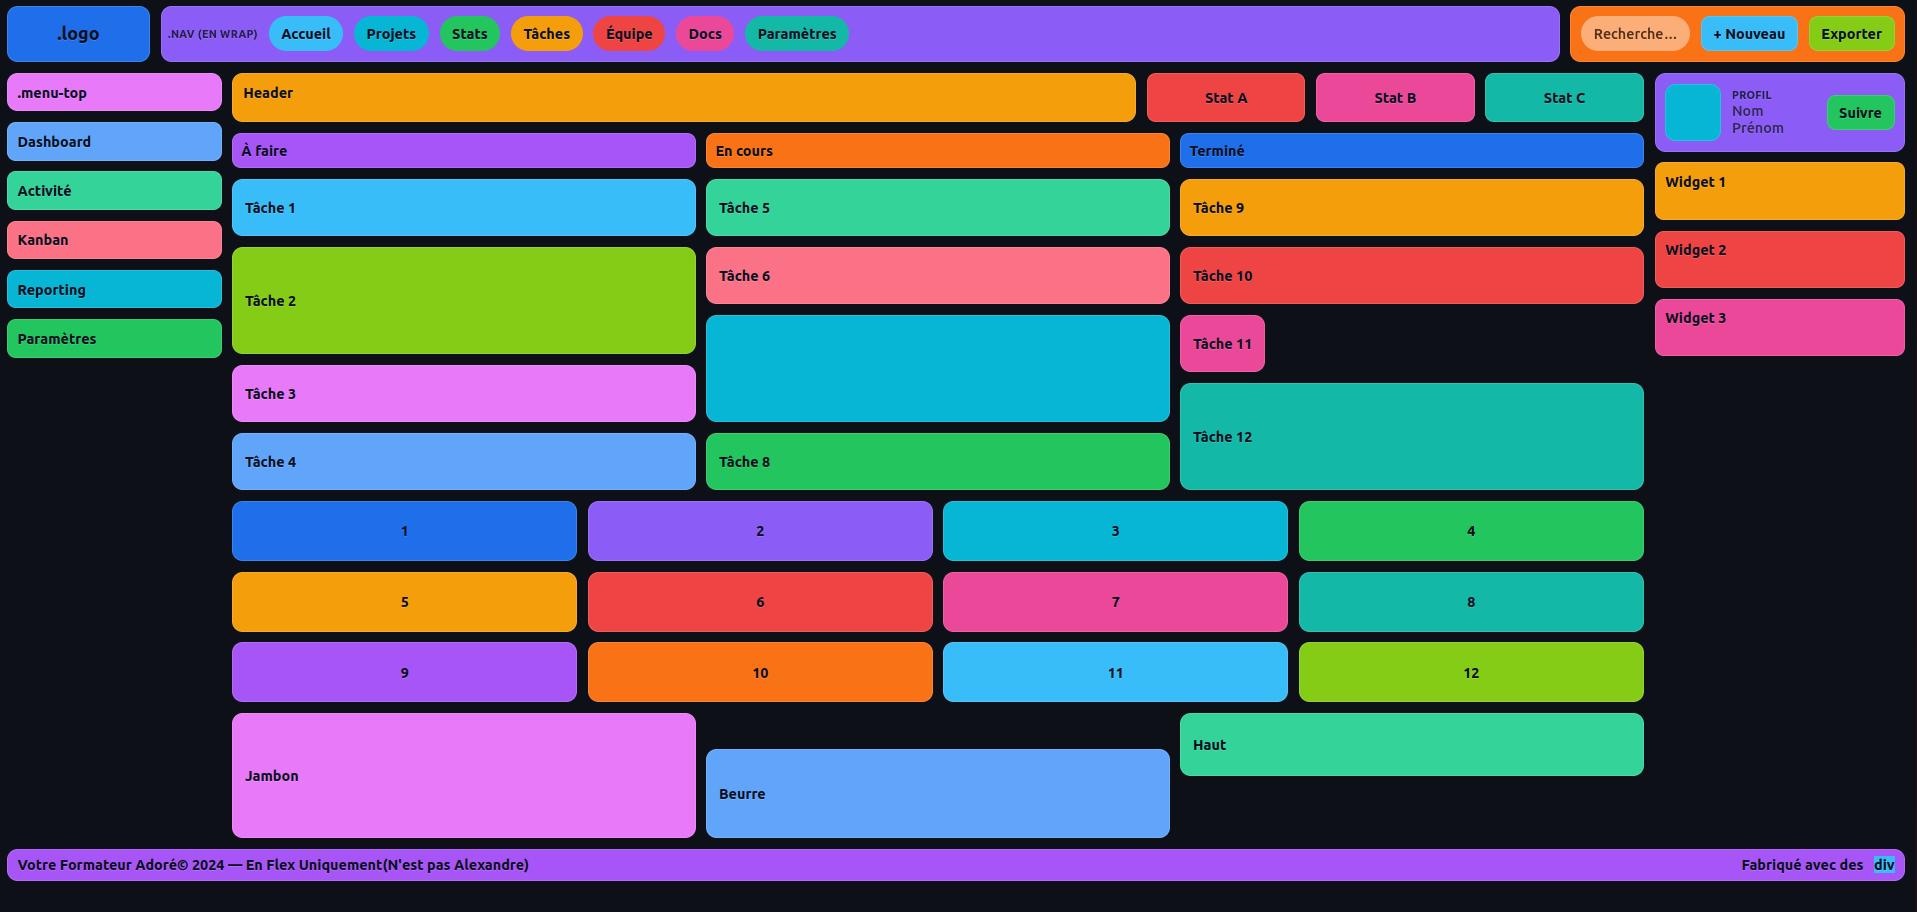 .logo
.NAV (EN WRAP)
Accueil
Projets
Stats
Tâches
Équipe
Docs
Paramètres
Recherche…
+ Nouveau
Exporter
.menu-top
Dashboard
Activité
Kanban
Reporting
Paramètres
Header
Stat A
Stat B
Stat C
À faire
En cours
Terminé
Tâche 1
Tâche 5
Tâche 9
Tâche 2
Tâche 6
Tâche 10
Tâche 11
Tâche 3
Tâche 12
Tâche 4
Tâche 8
1
2
3
4
5
6
7
8
9
10
11
12
Jambon
Beurre
Haut
PROFIL
Nom
Prénom
Suivre
Widget 1
Widget 2
Widget 3
Votre Formateur Adoré© 2024 — En Flex Uniquement(N'est pas Alexandre)
Fabriqué avec des div